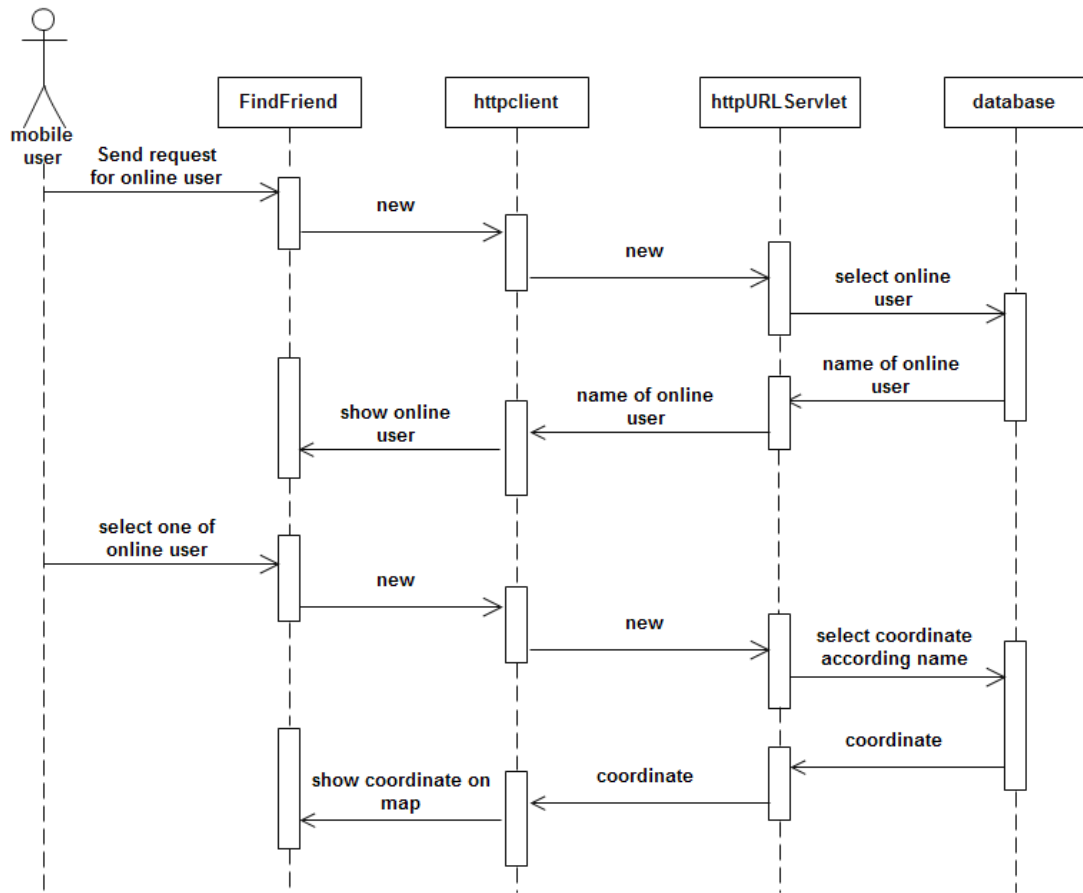 FindFriend
httpclient
httpURLServlet
database
mobile
user
Send request
for online user
new
new
select online
user
name of online
user
name of online
user
show online
user
select one of
online user
new
new
select coordinate
according name
coordinate
coordinate
show coordinate on
map